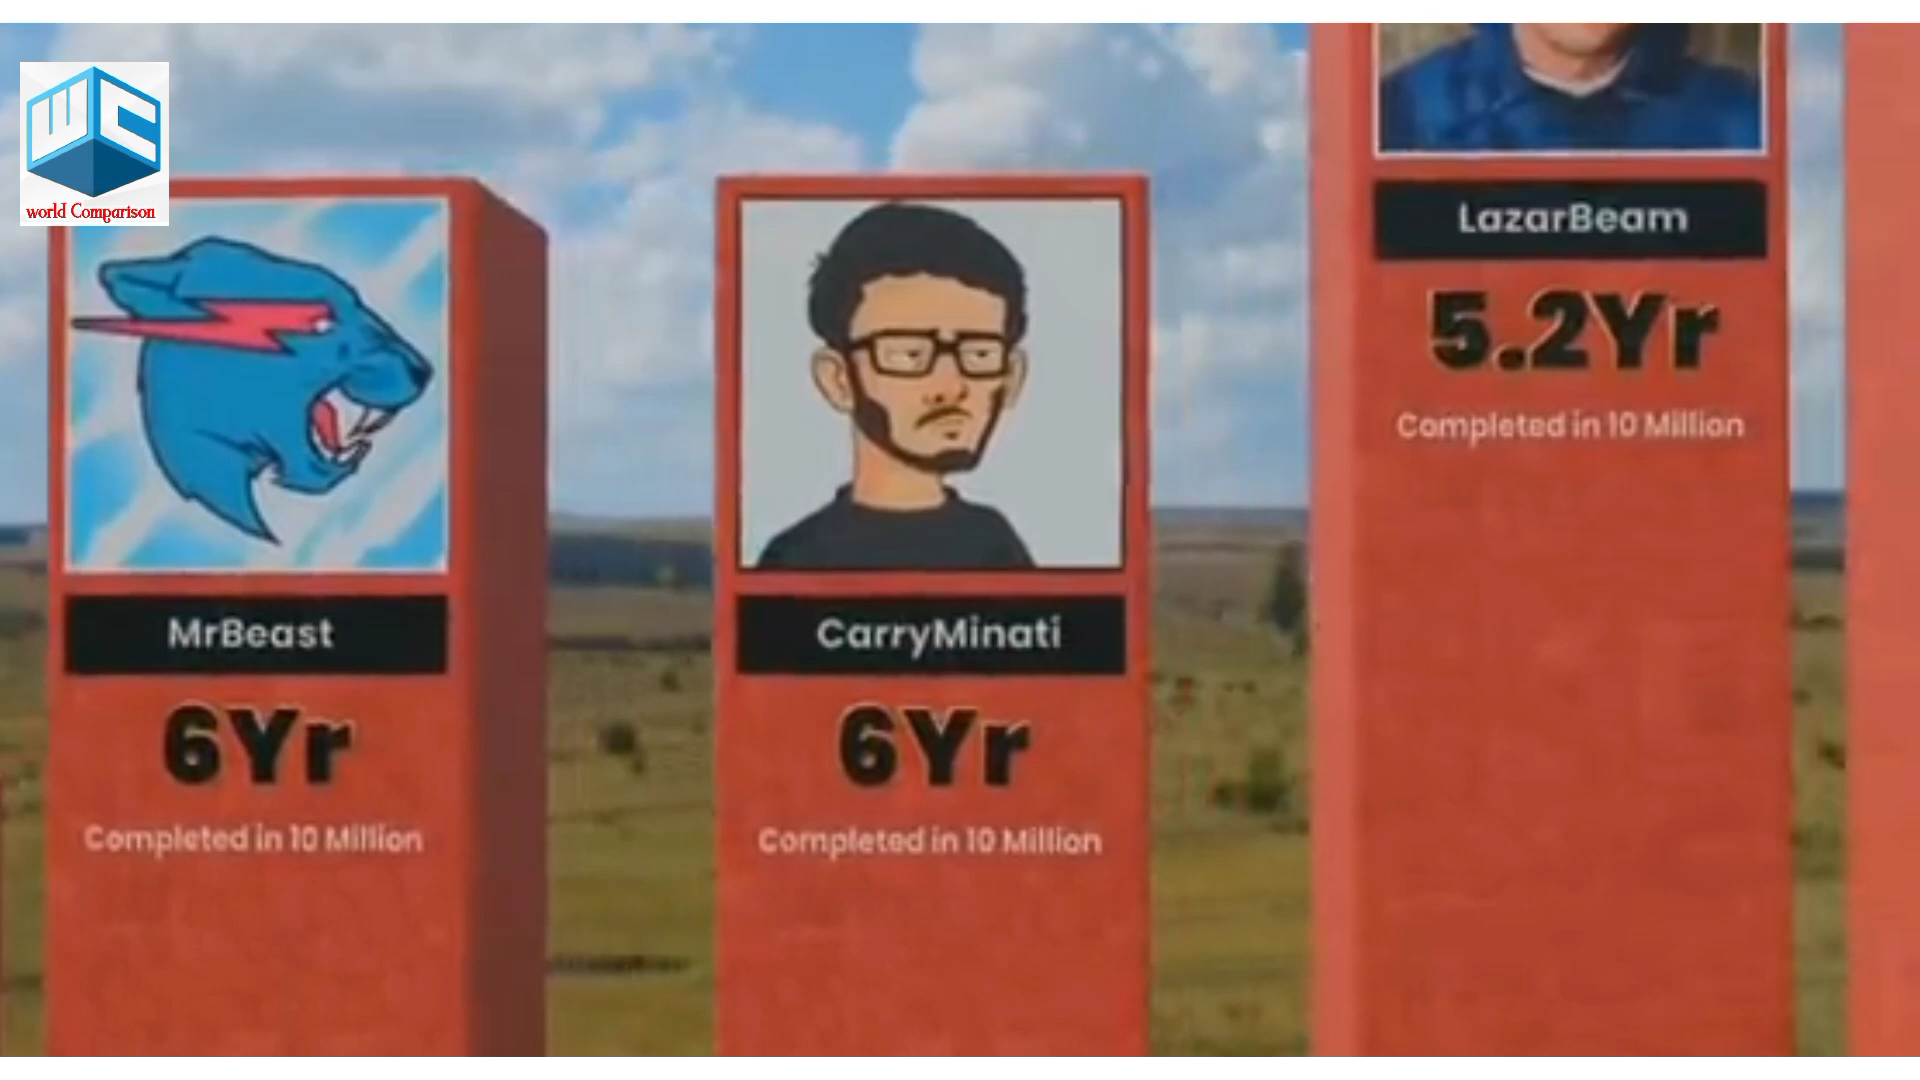 WC
world Comparison
MrBeast
6Yr
Completed in 10 Million
CarryMinati
6Yr
Completed in 10 Million
LazarBeam
5.2Yr
Completed in 10 Million